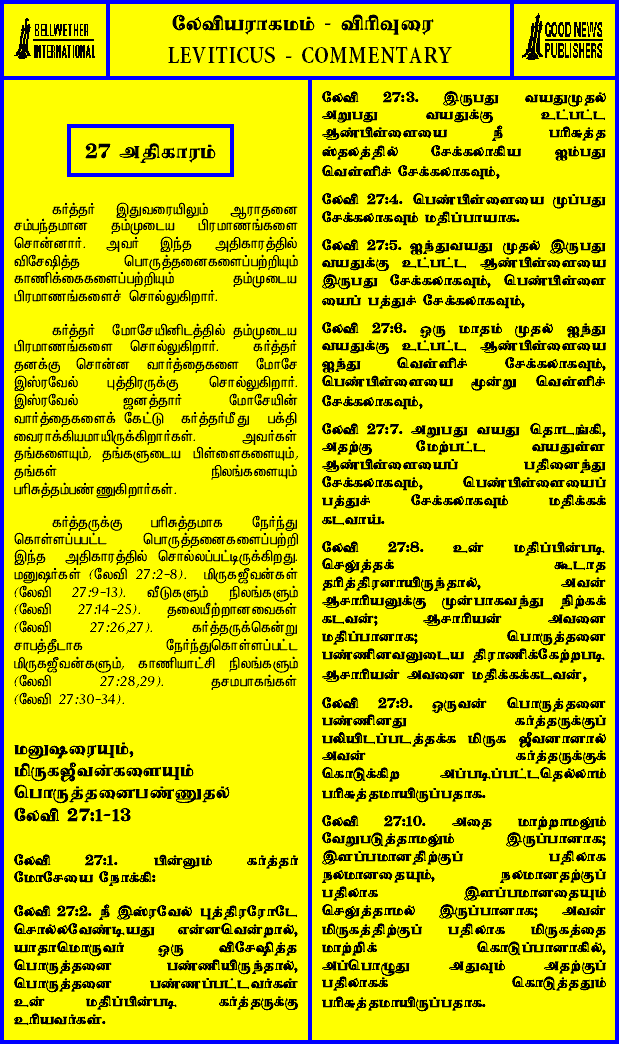 BELLWETHER
INTERNATIONAL
லேவியராகமம் - விரிவுரை
LEVITICUS - COMMENTARY
GOOD NEWS
PUBLISHERS
27 அதிகாரம்
கர்த்தர் இதுவரையிலும் ஆராதனை
சம்பந்தமான தம்முடைய பிரமாணங்களை
சொன்னார். அவர் இந்த அதிகாரத்தில்
விசேஷித்த பொருத்தனைகளைப்பற்றியும்
காணிக்கைகளைப்பற்றியும் தம்முடைய
பிரமாணங்களைச் சொல்லுகிறார்.
கர்த்தர் மோசேயினிடத்தில் தம்முடைய
பிரமாணங்களை சொல்லுகிறார். கர்த்தர்
தனக்கு சொன்ன வார்த்தைகளை மோசே
இஸ்ரவேல் புத்திரருக்கு சொல்லுகிறார்.
இஸ்ரவேல் ஜனத்தார் மோசேயின்
வார்த்தைகளைக் கேட்டு கர்த்தர்மீது பக்தி
வைராக்கியமாயிருக்கிறார்கள். அவர்கள்
தங்களையும், தங்களுடைய பிள்ளைகளையும்,
தங்கள் நிலங்களையும்
பரிசுத்தம்பண்ணுகிறார்கள்.
கர்த்தருக்கு பரிசுத்தமாக நேர்ந்து
கொள்ளப்பபட்ட பொருத்தனைகளைப்பற்றி
இந்த அதிகாரத்தில் சொல்லப்பட்டிருக்கிறது.
மனுஷர்கள் (லேவி 27:2-8). மிருகஜீவன்கள்
(லேவி 27:9-13). வீடுகளும் நிலங்களும்
(லேவி 27:14-25). தலையீற்றானவைகள்
(லேவி 27:26,27). கர்த்தருக்கென்று
சாபத்தீடாக நேர்ந்துகொள்ளப்பட்ட
மிருகஜீவன்களும், காணியாட்சி நிலங்களும்
(லேவி 27:28,29). தசமபாகங்கள்
(லேவி 27:30-34).
மனுஷரையும்,
மிருகஜீவன்களையும்
பொருத்தனைபண்ணுதல்
லேவி 27:1-13
லேவி 27:1. பின்னும் கர்த்தர்
மோசேயை நோக்கி:
லேவி 27:2. நீ இஸ்ரவேல் புத்திரரோடே
சொல்லவேண்டியது என்னவென்றால்,
யாதாமொருவர் ஒரு விசேஷித்த
பொருத்தனை பண்ணியிருந்தால்,
பொருத்தனை பண்ணப்பட்டவர்கள்
உன் மதிப்பின்படி கர்த்தருக்கு
உரியவர்கள்.
லேவி 27:3. இருபது வயதுமுதல்
அறுபது வயதுக்கு உட்பட்ட
ஆண்பிள்ளையை நீ பரிசுத்த
ஸ்தலத்தில் சேக்கலாகிய ஐம்பது
வெள்ளிச் சேக்கலாகவும்,
லேவி 27:4. பெண்பிள்ளையை முப்பது
சேக்கலாகவும் மதிப்பாயாக.
லேவி 27:5. ஐந்துவயது முதல் இருபது
வயதுக்கு உட்பட்ட ஆண்பிள்ளையை
இருபது சேக்கலாகவும், பெண்பிள்ளை
யைப் பத்துச் சேக்கலாகவும்,
லேவி 27:6. ஒரு மாதம் முதல் ஐந்து
வயதுக்கு உட்பட்ட ஆண்பிள்ளையை
ஐந்து வெள்ளிச் சேக்கலாகவும்,
பெண்பிள்ளையை மூன்று வெள்ளிச்
சேக்கலாகவும்,
லேவி 27:7. அறுபது வயது தொடங்கி,
அதற்கு மேற்பட்ட வயதுள்ள
ஆண்பிள்ளையைப் பதினைந்து
சேக்கலாகவும், பெண்பிள்ளையைப்
பத்துச் சேக்கலாகவும் மதிக்கக்
கடவாய்.
லேவி 27:8. உன் மதிப்பின்படி
செலுத்தக் கூடாத
தரித்திரனாயிருந்தால், அவன்
ஆசாரியனுக்கு முன்பாகவந்து நிற்கக்
கடவன்; ஆசாரியன் அவனை
மதிப்பானாக; பொருத்தனை
பண்ணினவனுடைய திராணிக்கேற்றபடி
ஆசாரியன் அவனை மதிக்கக்கடவன்,
லேவி 27:9. ஒருவன் பொருத்தனை
பண்ணினது கர்த்தருக்குப்
பலியிடப்படத்தக்க மிருக ஜீவனானால்
அவன் கர்த்தருக்குக்
கொடுக்கிற அப்படிப்பட்டதெல்லாம்
பரிசுத்தமாயிருப்பதாக.
லேவி 27:10. அதை மாற்றாமலும்
வேறுபடுத்தாமலும் இருப்பானாக;
இளப்பமானதிற்குப் பதிலாக
நலமானதையும், நலமானதற்குப்
பதிலாக இளப்பமானதையும்
செலுத்தாமல் இருப்பானாக; அவன்
மிருகத்திற்குப் பதிலாக மிருகத்தை
மாற்றிக் கொடுப்பானாகில்,
அப்பொழுது அதுவும் அதற்குப்
பதிலாகக் கொடுத்ததும்
பரிசுத்தமாயிருப்பதாக.